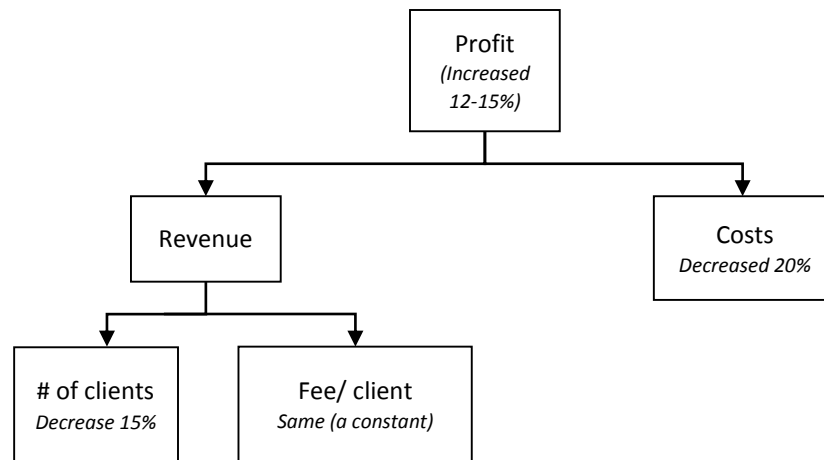 Profit
(Increased
12-15%)
Revenue
Costs
Decreased 20%
# of clients
Decrease 15%
Fee/ client
Same (a constant)